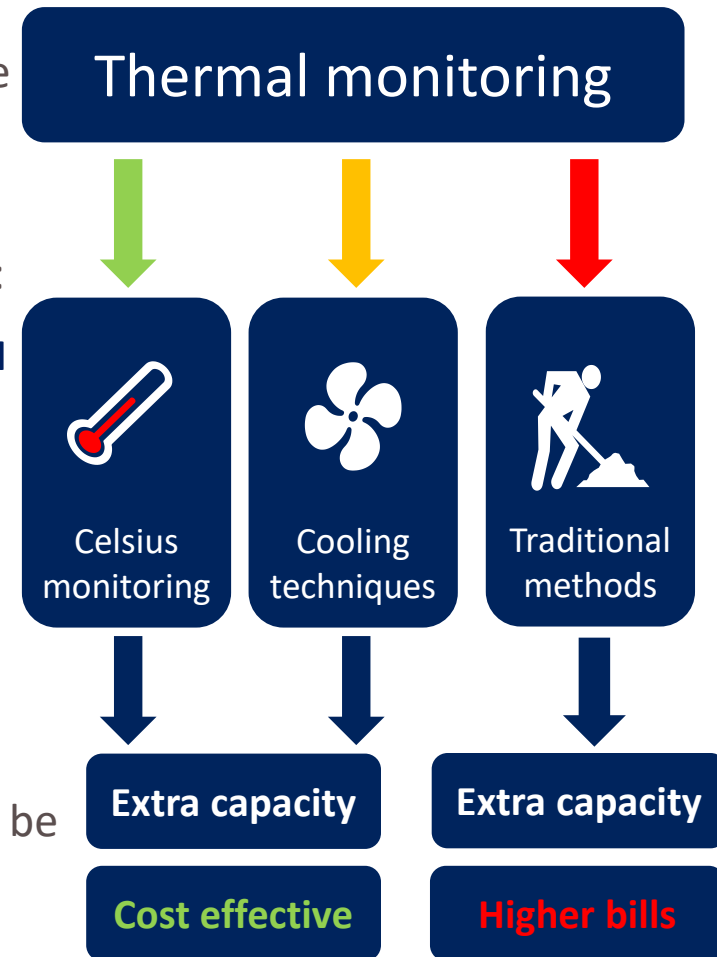 e
Thermal monitoring
:
Celsius
monitoring
Cooling
techniques
Traditional
methods
be
Extra capacity
Extra capacity
Cost effective
Higher bills